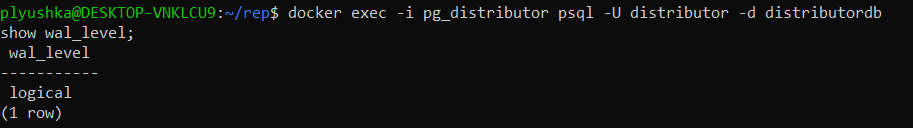 plyushka@DESKTOP-VNKLCU9:~/rep$ docker exec -i pg_distributor psql -U distributor -d distributordb
show wal_level;
 wal_level
-----------
 logical
(1 row)